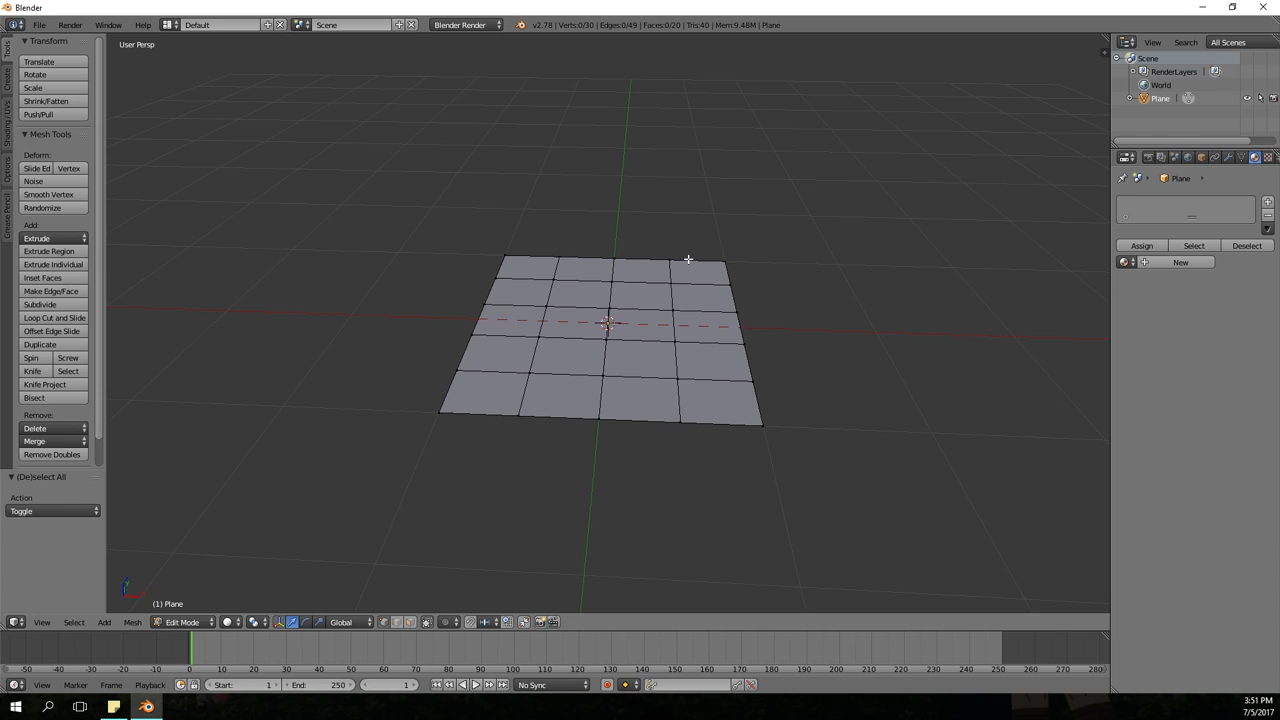 Blender
File Render Window Help Default Scene Blender Render v2.78 | Verts:0/30 | Edges:0/49 | Faces:0/20 | Tris:40 | Mem:9.48M | Plane
User Persp
Tools
Create
Shading / UVs
Options
Grease Pencil
Transform
Translate
Rotate
Scale
Shrink/Fatten
Push/Pull
Mesh Tools
Deform:
Slide Ed Vertex
Noise
Smooth Vertex
Randomize
Add:
Extrude
Extrude Region
Extrude Individual
Inset Faces
Make Edge/Face
Subdivide
Loop Cut and Slide
Offset Edge Slide
Duplicate
Spin Screw
Knife Select
Knife Project
Bisect
Remove:
Delete
Merge
Remove Doubles
(De)select All
Action
Toggle
(1) Plane
View Search All Scenes
Scene
RenderLayers
World
Plane
Plane
Assign Select Deselect
New
View Select Add Mesh Edit Mode Global
-50 -40 -30 -20 -10 0 10 20 30 40 50 60 70 80 90 100 110 120 130 140 150 160 170 180 190 200 210 220 230 240 250 260 270 280
View Marker Frame Playback Start: 1 End: 250 1 No Sync
3:51 PM
7/5/2017